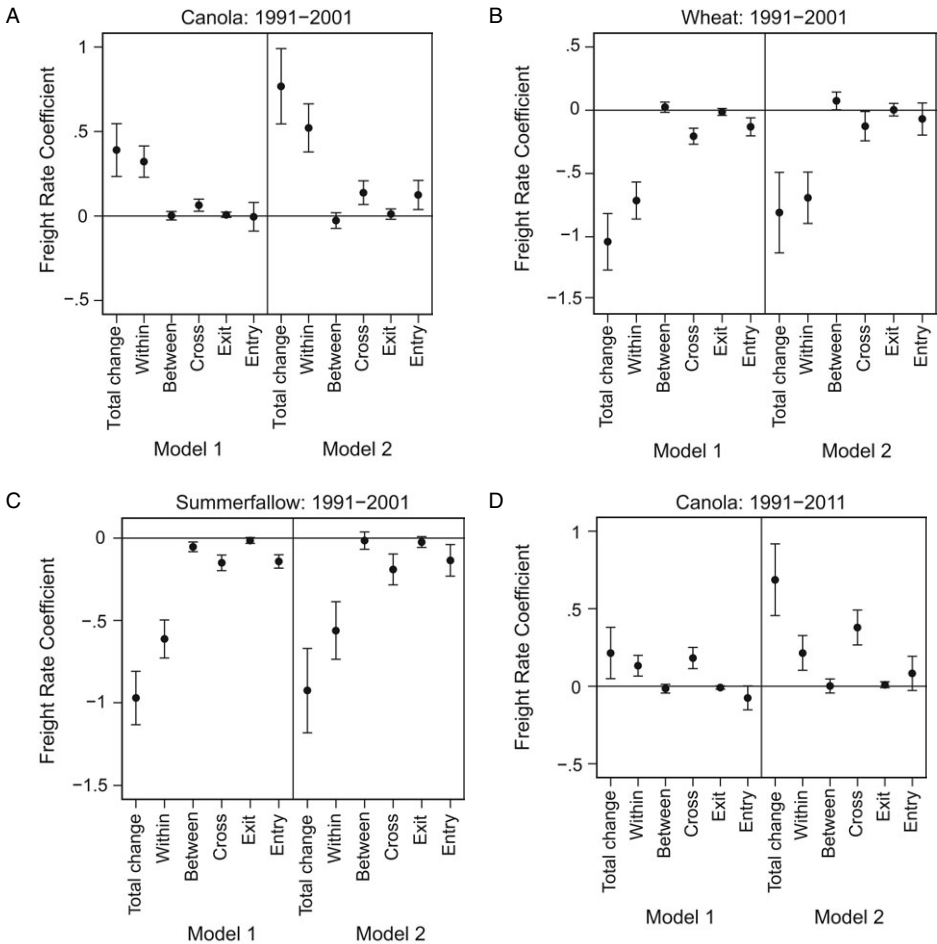 A
Canola: 1991−2001
Freight Rate Coefficient
1
.5
0
−.5
Total change
Within
Between
Cross
Exit
Entry
Total change
Within
Between
Cross
Exit
Entry
Model 1
Model 2
B
Wheat: 1991−2001
Freight Rate Coefficient
.5
0
−.5
−1
−1.5
Total change
Within
Between
Cross
Exit
Entry
Total change
Within
Between
Cross
Exit
Entry
Model 1
Model 2
C
Summerfallow: 1991−2001
Freight Rate Coefficient
0
−.5
−1
−1.5
Total change
Within
Between
Cross
Exit
Entry
Total change
Within
Between
Cross
Exit
Entry
Model 1
Model 2
D
Canola: 1991−2011
Freight Rate Coefficient
1
.5
0
−.5
Total change
Within
Between
Cross
Exit
Entry
Total change
Within
Between
Cross
Exit
Entry
Model 1
Model 2